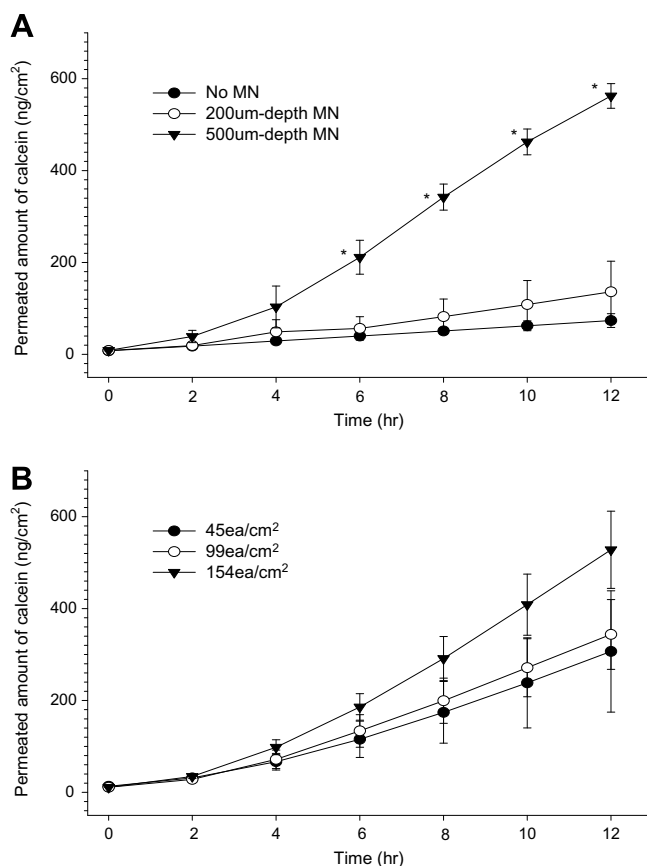 A
Permeated amount of calcein (ng/cm²)
600
400
200
0
No MN
200um-depth MN
500um-depth MN
*
*
*
*
0 2 4 6 8 10 12
Time (hr)
B
Permeated amount of calcein (ng/cm²)
600
400
200
0
45ea/cm²
99ea/cm²
154ea/cm²
0 2 4 6 8 10 12
Time (hr)